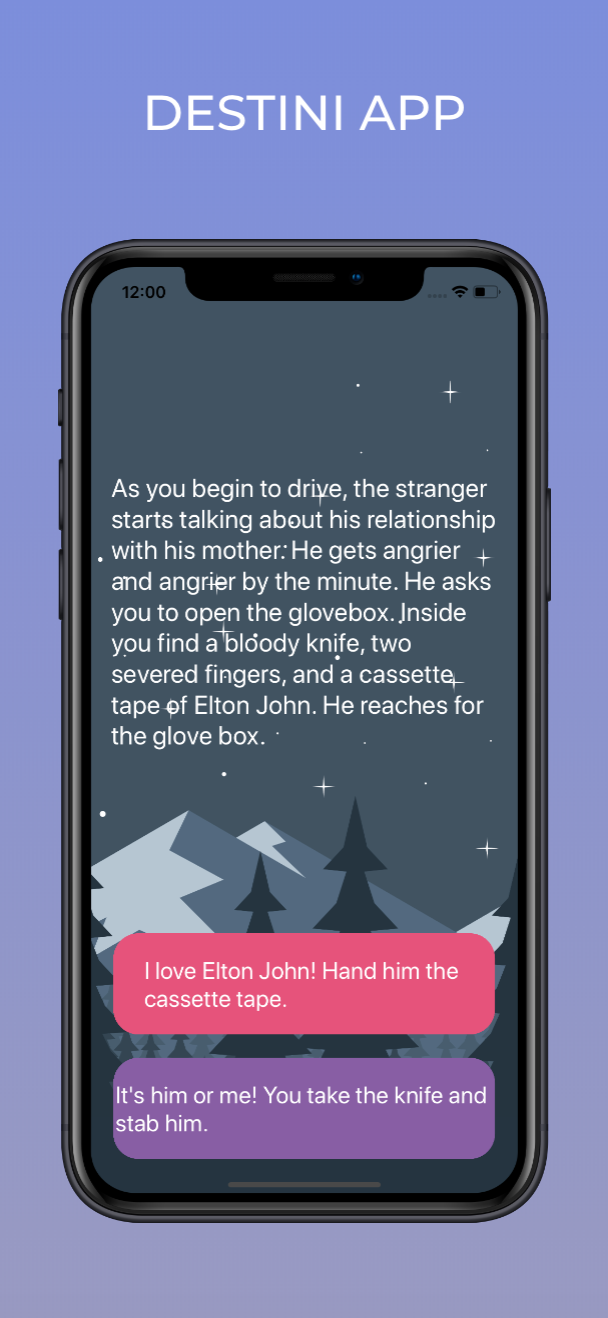 DESTINI APP
12:00
As you begin to drive, the stranger
starts talking about his relationship
with his mother. He gets angrier
and angrier by the minute. He asks
you to open the glovebox. Inside
you find a bloody knife, two
severed fingers, and a cassette
tape of Elton John. He reaches for
the glove box.
I love Elton John! Hand him the
cassette tape.
It's him or me! You take the knife and
stab him.